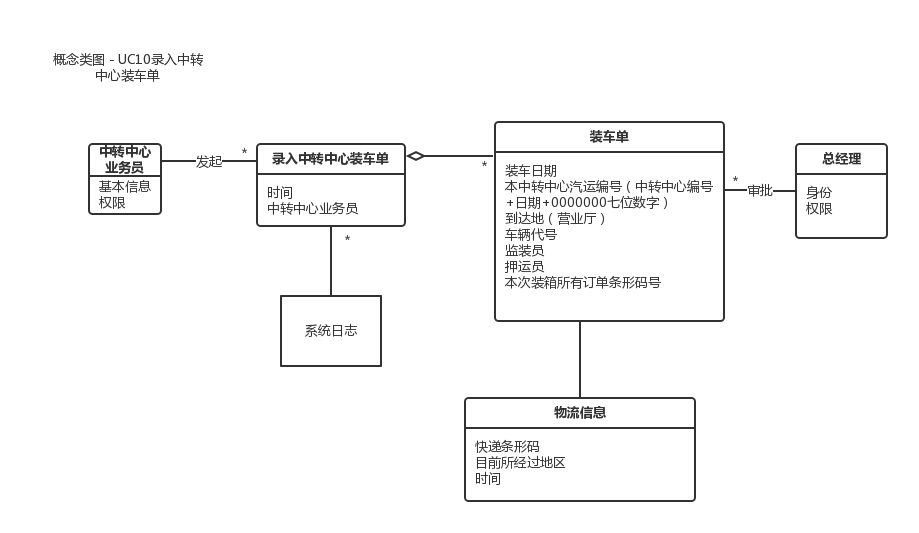 概念类图 - UC10录入中转
中心装车单
中转中心
业务员
基本信息
权限
发起
*
录入中转中心装车单
时间
中转中心业务员
*
系统日志
*
装车单
装车日期
本中转中心汽运编号（中转中心编号
+日期+0000000七位数字）
到达地（营业厅）
车辆代号
监装员
押运员
本次装箱所有订单条形码号
*
审批
总经理
身份
权限
物流信息
快递条形码
目前所经过地区
时间